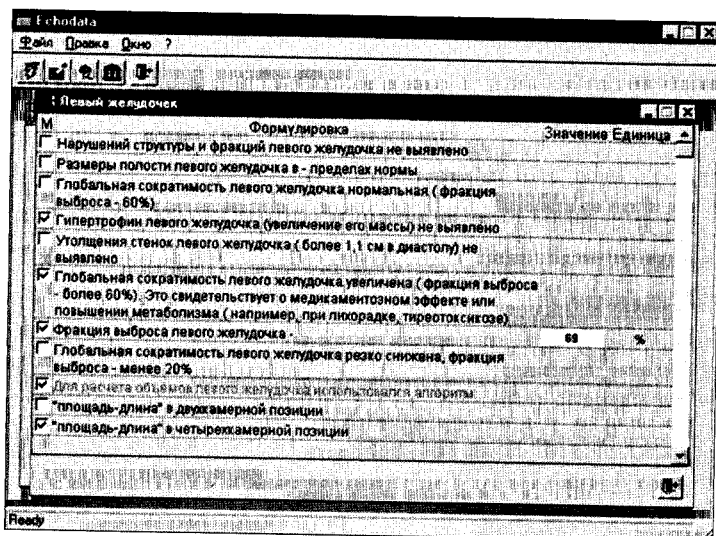 Echodata
Файл Правка Окно ?
Левый желудочек
М Формулировка Значение Единица
Нарушений структуры и фракций левого желудочка не выявлено
Размеры полости левого желудочка в - пределах нормы
Глобальная сократимость левого желудочка нормальная ( фракция
выброса - 60%)
Гипертрофии левого желудочка (увеличение его массы) не выявлено
Утолщения стенок левого желудочка ( более 1,1 см в диастолу) не
выявлено
Глобальная сократимость левого желудочка увеличена ( фракция выброса
- более 60%). Это свидетельствует о медикаментозном эффекте или
повышении метаболизма ( например, при лихорадке, тиреотоксикозе)
Фракция выброса левого желудочка - 69 %
Глобальная сократимость левого желудочка резко снижена, фракция
выброса - менее 20%
Для расчета объемов левого желудочка использовался алгоритм
"площадь-длина" в двухкамерной позиции
"площадь-длина" в четырехкамерной позиции
Ready